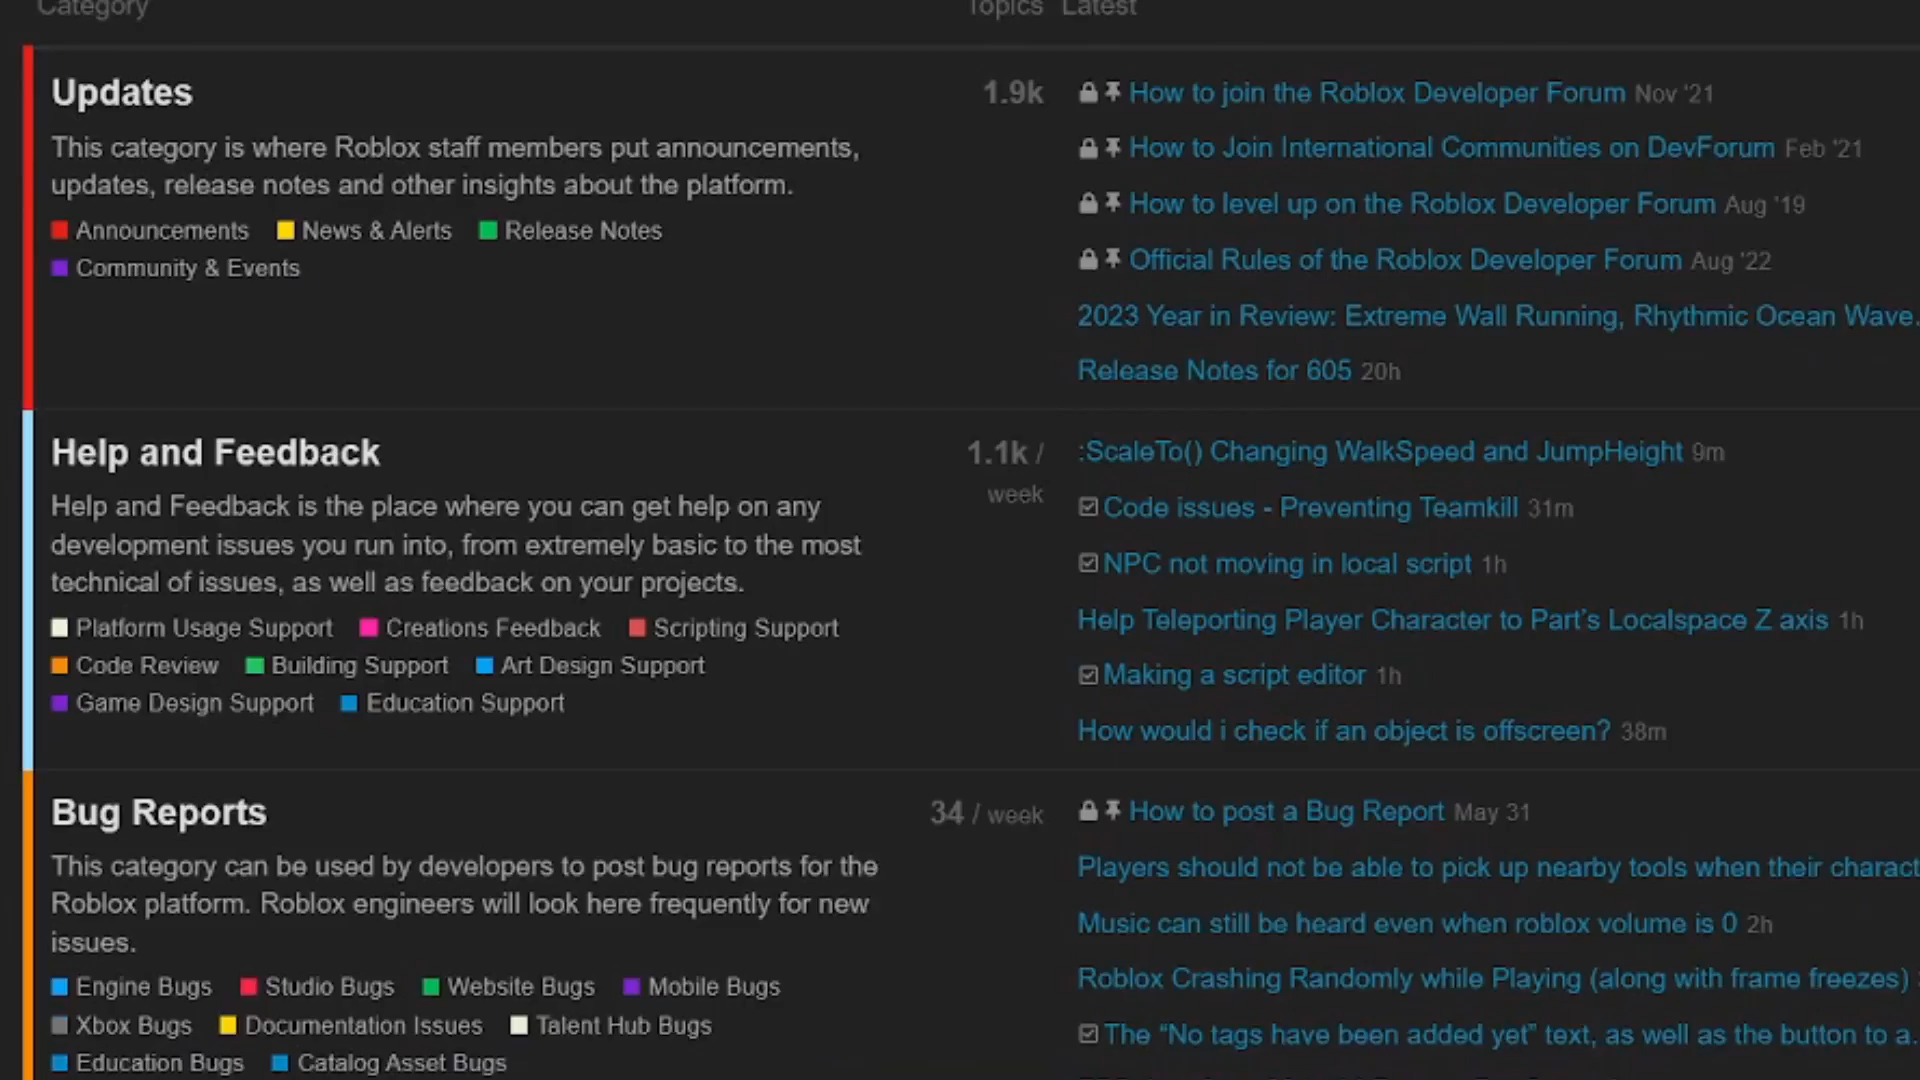 Category Topics Latest
Updates
1.9k
This category is where Roblox staff members put announcements,
updates, release notes and other insights about the platform.
Announcements News & Alerts Release Notes
Community & Events
How to join the Roblox Developer Forum Nov '21
How to Join International Communities on DevForum Feb '21
How to level up on the Roblox Developer Forum Aug '19
Official Rules of the Roblox Developer Forum Aug '22
2023 Year in Review: Extreme Wall Running, Rhythmic Ocean Wave.
Release Notes for 605 20h
Help and Feedback
1.1k /
week
Help and Feedback is the place where you can get help on any
development issues you run into, from extremely basic to the most
technical of issues, as well as feedback on your projects.
Platform Usage Support Creations Feedback Scripting Support
Code Review Building Support Art Design Support
Game Design Support Education Support
:ScaleTo() Changing WalkSpeed and JumpHeight 9m
Code issues - Preventing Teamkill 31m
NPC not moving in local script 1h
Help Teleporting Player Character to Part's Localspace Z axis 1h
Making a script editor 1h
How would i check if an object is offscreen? 38m
Bug Reports
34 / week
This category can be used by developers to post bug reports for the
Roblox platform. Roblox engineers will look here frequently for new
issues.
Engine Bugs Studio Bugs Website Bugs Mobile Bugs
Xbox Bugs Documentation Issues Talent Hub Bugs
Education Bugs Catalog Asset Bugs
How to post a Bug Report May 31
Players should not be able to pick up nearby tools when their charact
Music can still be heard even when roblox volume is 0 2h
Roblox Crashing Randomly while Playing (along with frame freezes)
The “No tags have been added yet” text, as well as the button to a.